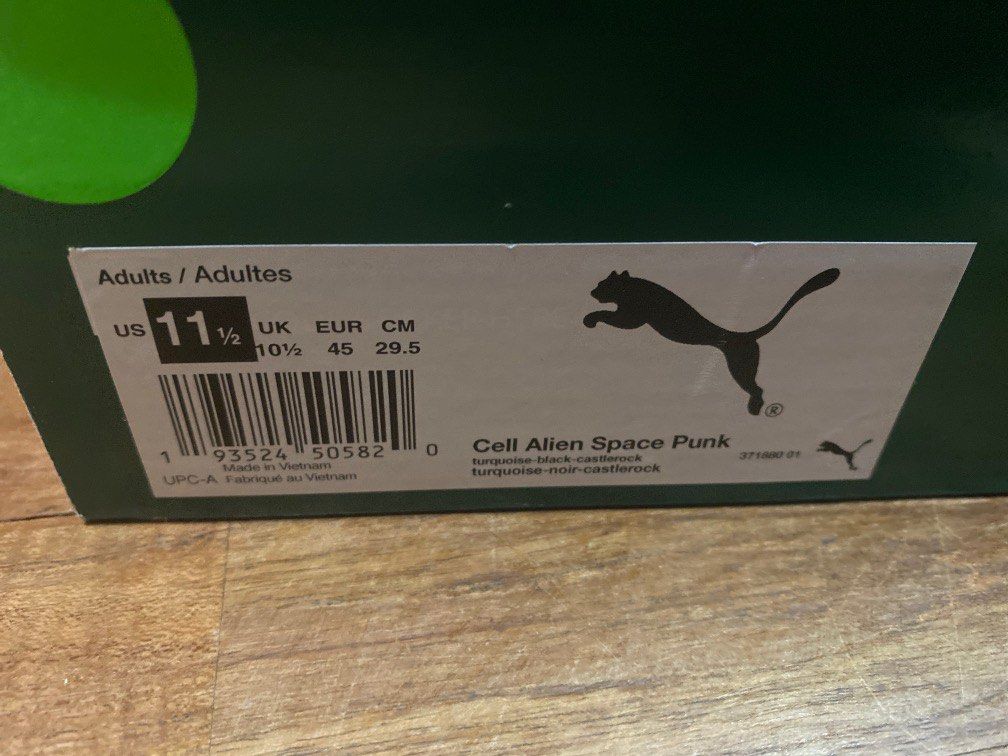 Adults / Adultes
US 11½ UK EUR CM
10½ 45 29.5
1 93524 50582 0
Made in Vietnam
UPC-A Fabriqué au Vietnam
®
Cell Alien Space Punk
turquoise-black-castlerock 371880 01
turquoise-noir-castlerock